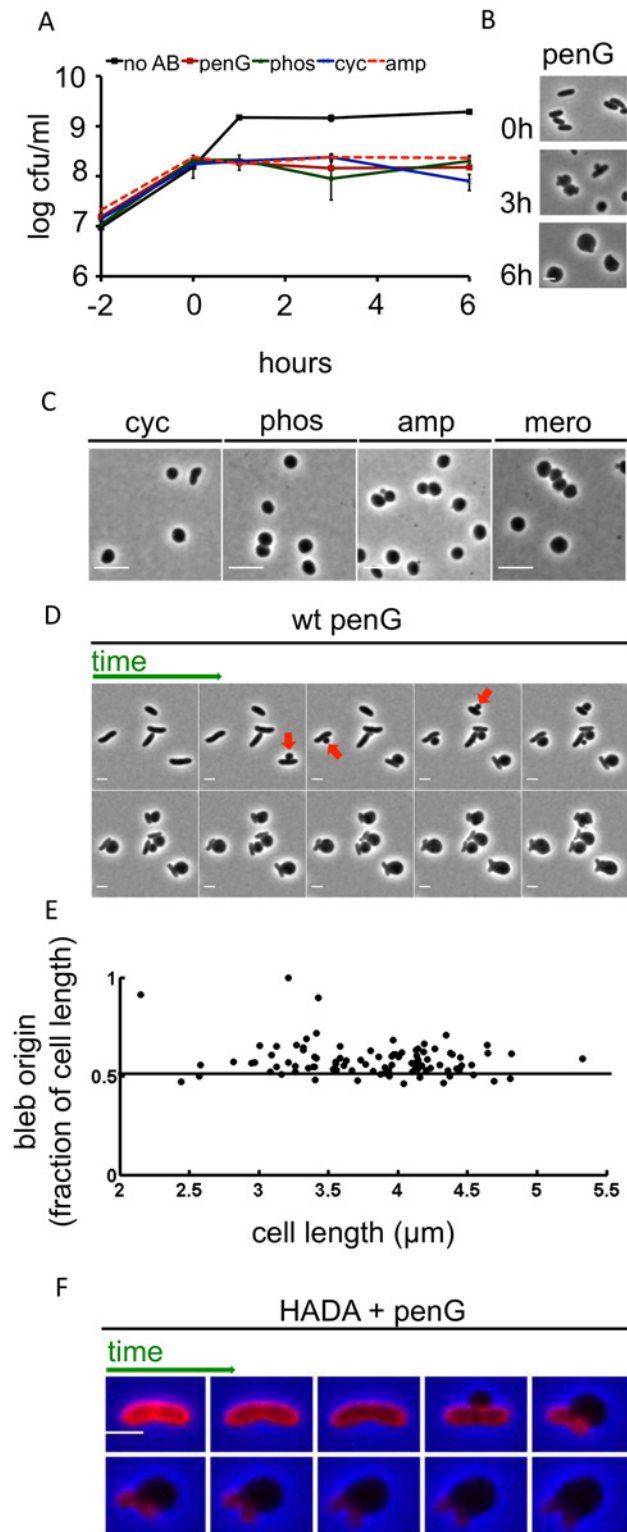 A
no AB penG phos cyc amp
10
9
8
7
6
log cfu/ml
-2 0 2 4 6
hours
B
penG
0h
3h
6h
C
cyc phos amp mero
D
wt penG
time
E
1
0.5
0
bleb origin
(fraction of cell length)
2 2.5 3 3.5 4 4.5 5 5.5
cell length (µm)
F
HADA + penG
time